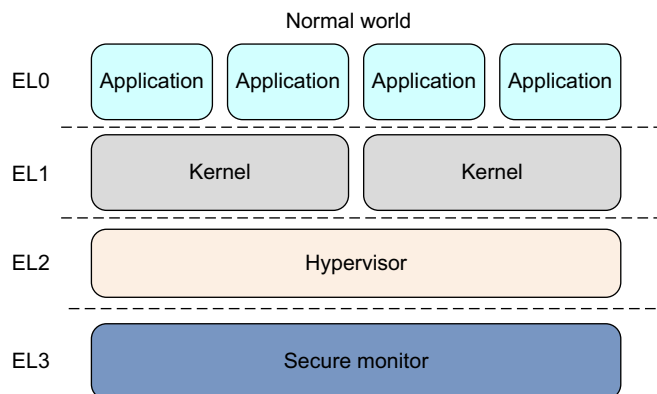 Normal world
EL0 Application Application Application Application
EL1 Kernel Kernel
EL2 Hypervisor
EL3 Secure monitor